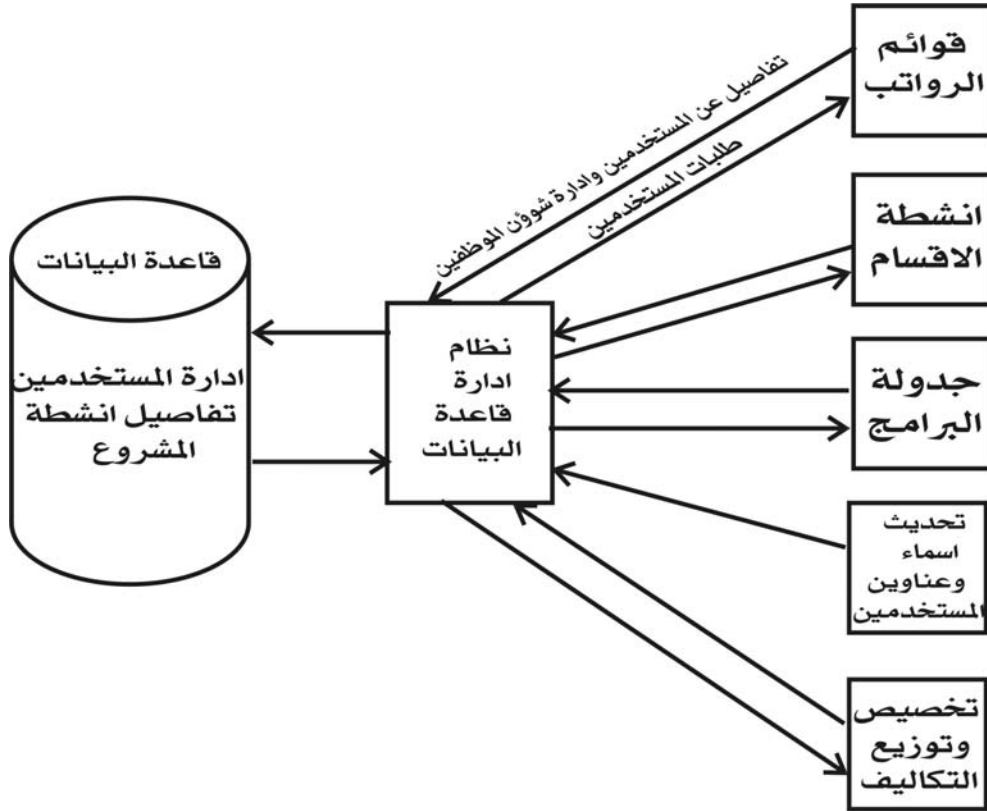 قوائم
الرواتب
تفاصيل عن المستخدمين وادارة شوؤن الموظفين
طلبات المستخدمين
انشطة
الاقسام
جدولة
البرامج
تحديث
اسماء
وعناوين
المستخدمين
تخصيص
وتوزيع
التكاليف
نظام
ادارة
قاعدة
البيانات
قاعدة البيانات
ادارة المستخدمين
تفاصيل انشطة
المشروع